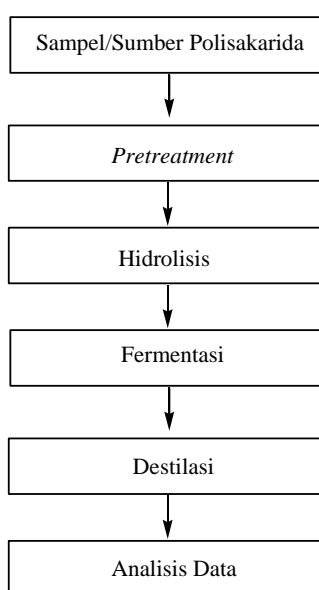 Sampel/Sumber Polisakarida
Pretreatment
Hidrolisis
Fermentasi
Destilasi
Analisis Data